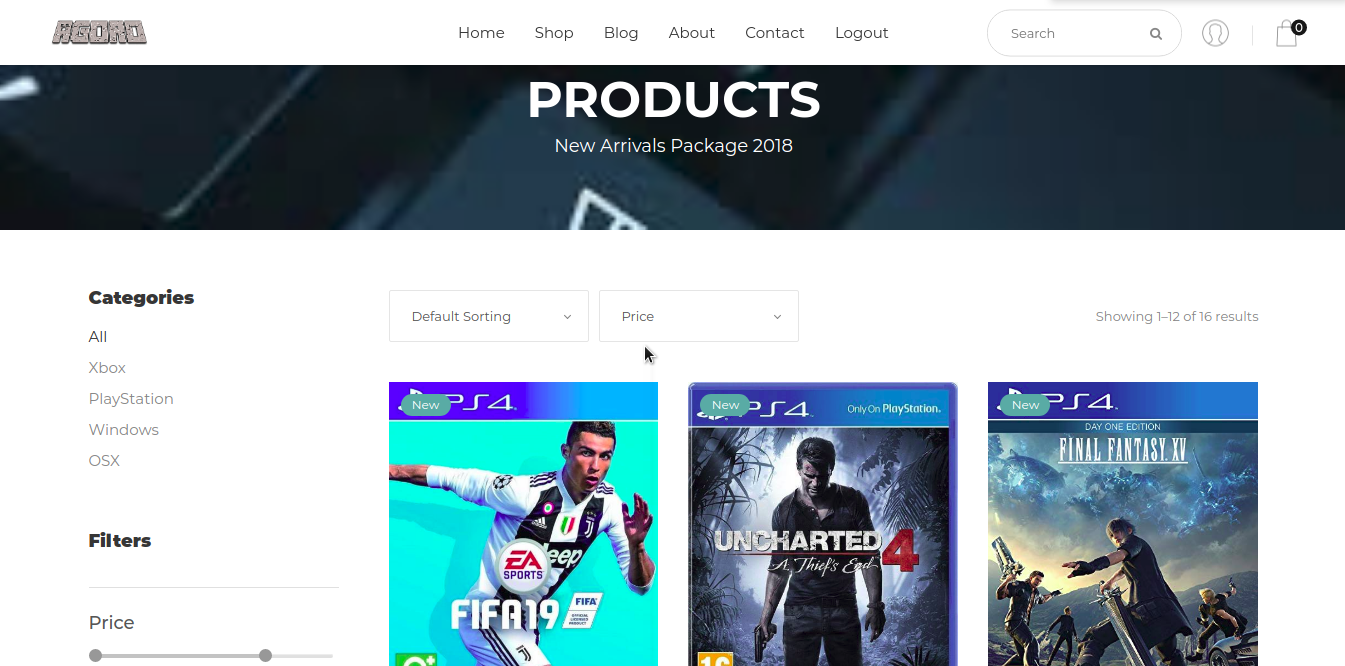 AGORO
Home Shop Blog About Contact Logout
Search
0
PRODUCTS
New Arrivals Package 2018
Categories
All
Xbox
PlayStation
Windows
OSX
Filters
Price
Default Sorting
Price
Showing 1–12 of 16 results
New
PS4
EA
SPORTS
FIFA19
FIFA
Jeep
New
PS4
Only On PlayStation.
UNCHARTED 4
A Thief's End
16
New
PS4
DAY ONE EDITION
FINAL FANTASY XV